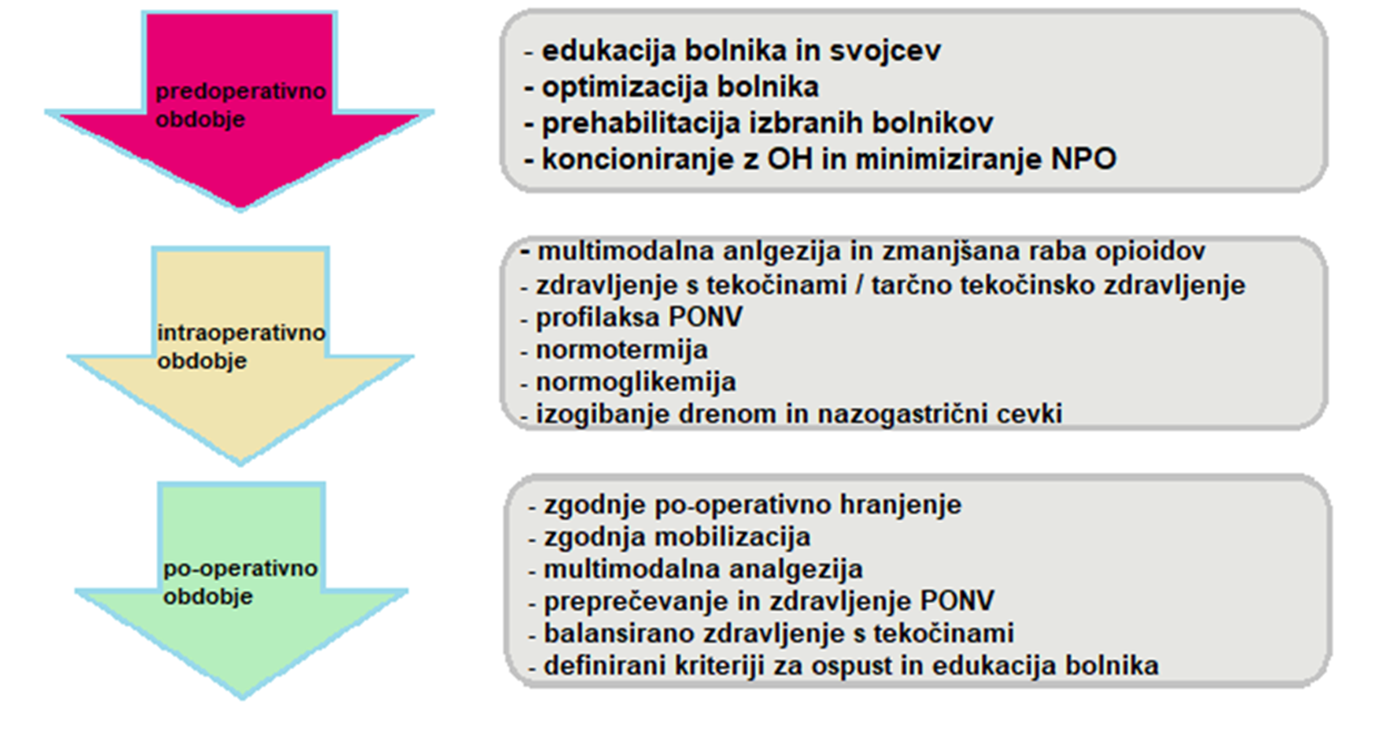 predoperativno
obdobje
- edukacija bolnika in svojcev
- optimizacija bolnika
- prehabilitacija izbranih bolnikov
- koncioniranje z OH in minimiziranje NPO
intraoperativno
obdobje
- multimodalna anlgezija in zmanjšana raba opioidov
- zdravljenje s tekočinami / tarčno tekočinsko zdravljenje
- profilaksa PONV
- normotermija
- normoglikemija
- izogibanje drenom in nazogastrični cevki
po-operativno
obdobje
- zgodnje po-operativno hranjenje
- zgodnja mobilizacija
- multimodalna analgezija
- preprečevanje in zdravljenje PONV
- balansirano zdravljenje s tekočinami
- definirani kriteriji za ospust in edukacija bolnika